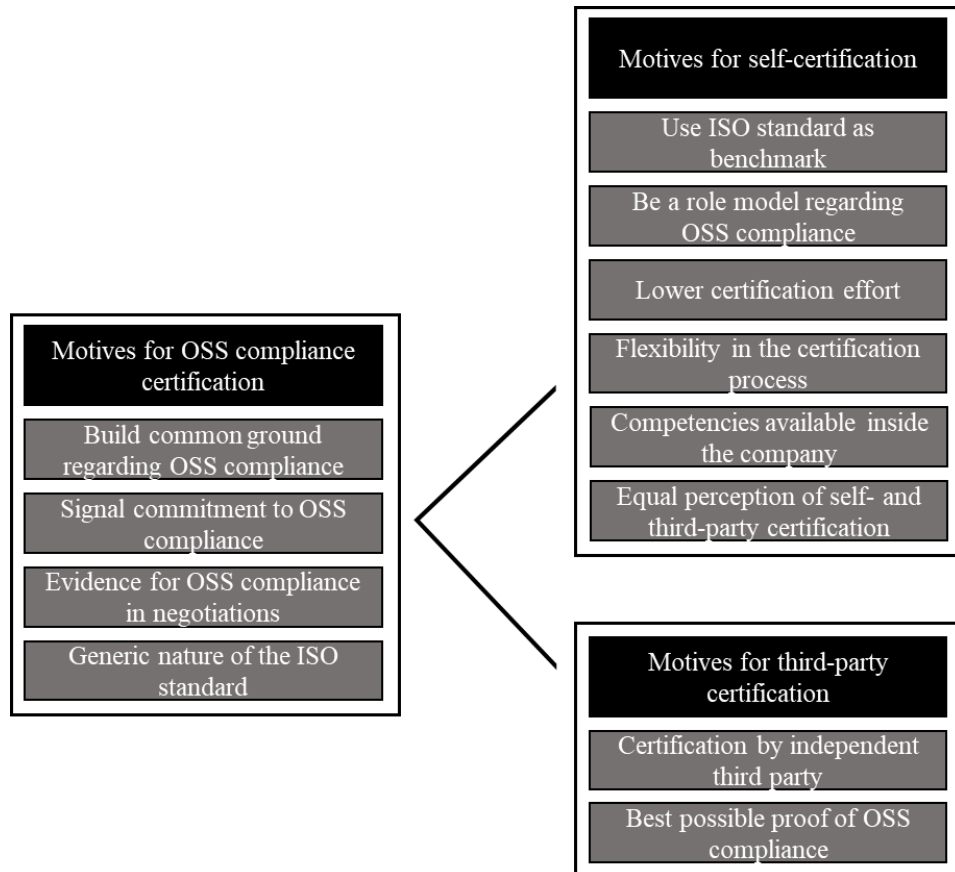 Motives for OSS compliance
certification
Build common ground
regarding OSS compliance
Signal commitment to OSS
compliance
Evidence for OSS compliance
in negotiations
Generic nature of the ISO
standard
Motives for self-certification
Use ISO standard as
benchmark
Be a role model regarding
OSS compliance
Lower certification effort
Flexibility in the certification
process
Competencies available inside
the company
Equal perception of self- and
third-party certification
Motives for third-party
certification
Certification by independent
third party
Best possible proof of OSS
compliance